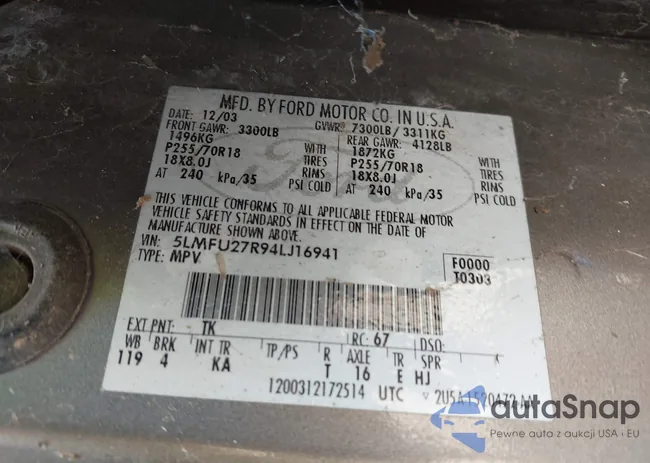 MFD. BY FORD MOTOR CO. IN U.S.A.
DATE: 12/03 GVWR: 7300LB/ 3311KG
FRONT GAWR: 3300LB REAR GAWR: 4128LB
1496KG WITH 1872KG WITH
P255/70R18 TIRES P255/70R18 TIRES
18X8.0J RIMS 18X8.0J RIMS
AT 240 kPa/35 PSI COLD AT 240 kPa/35 PSI COLD
THIS VEHICLE CONFORMS TO ALL APPLICABLE FEDERAL MOTOR
VEHICLE SAFETY STANDARDS IN EFFECT ON THE DATE OF
MANUFACTURE SHOWN ABOVE.
VIN: 5LMFU27R94LJ16941 F0000
TYPE: MPV T0303
EXT PNT: TK RC: 67 DSO:
WB BRK INT TR TP/PS R AXLE TR SPR
119 4 KA T 16 E HJ
1200312172514 UTC
Ford
autoSnap
Pewne auta z aukcji USA i EU